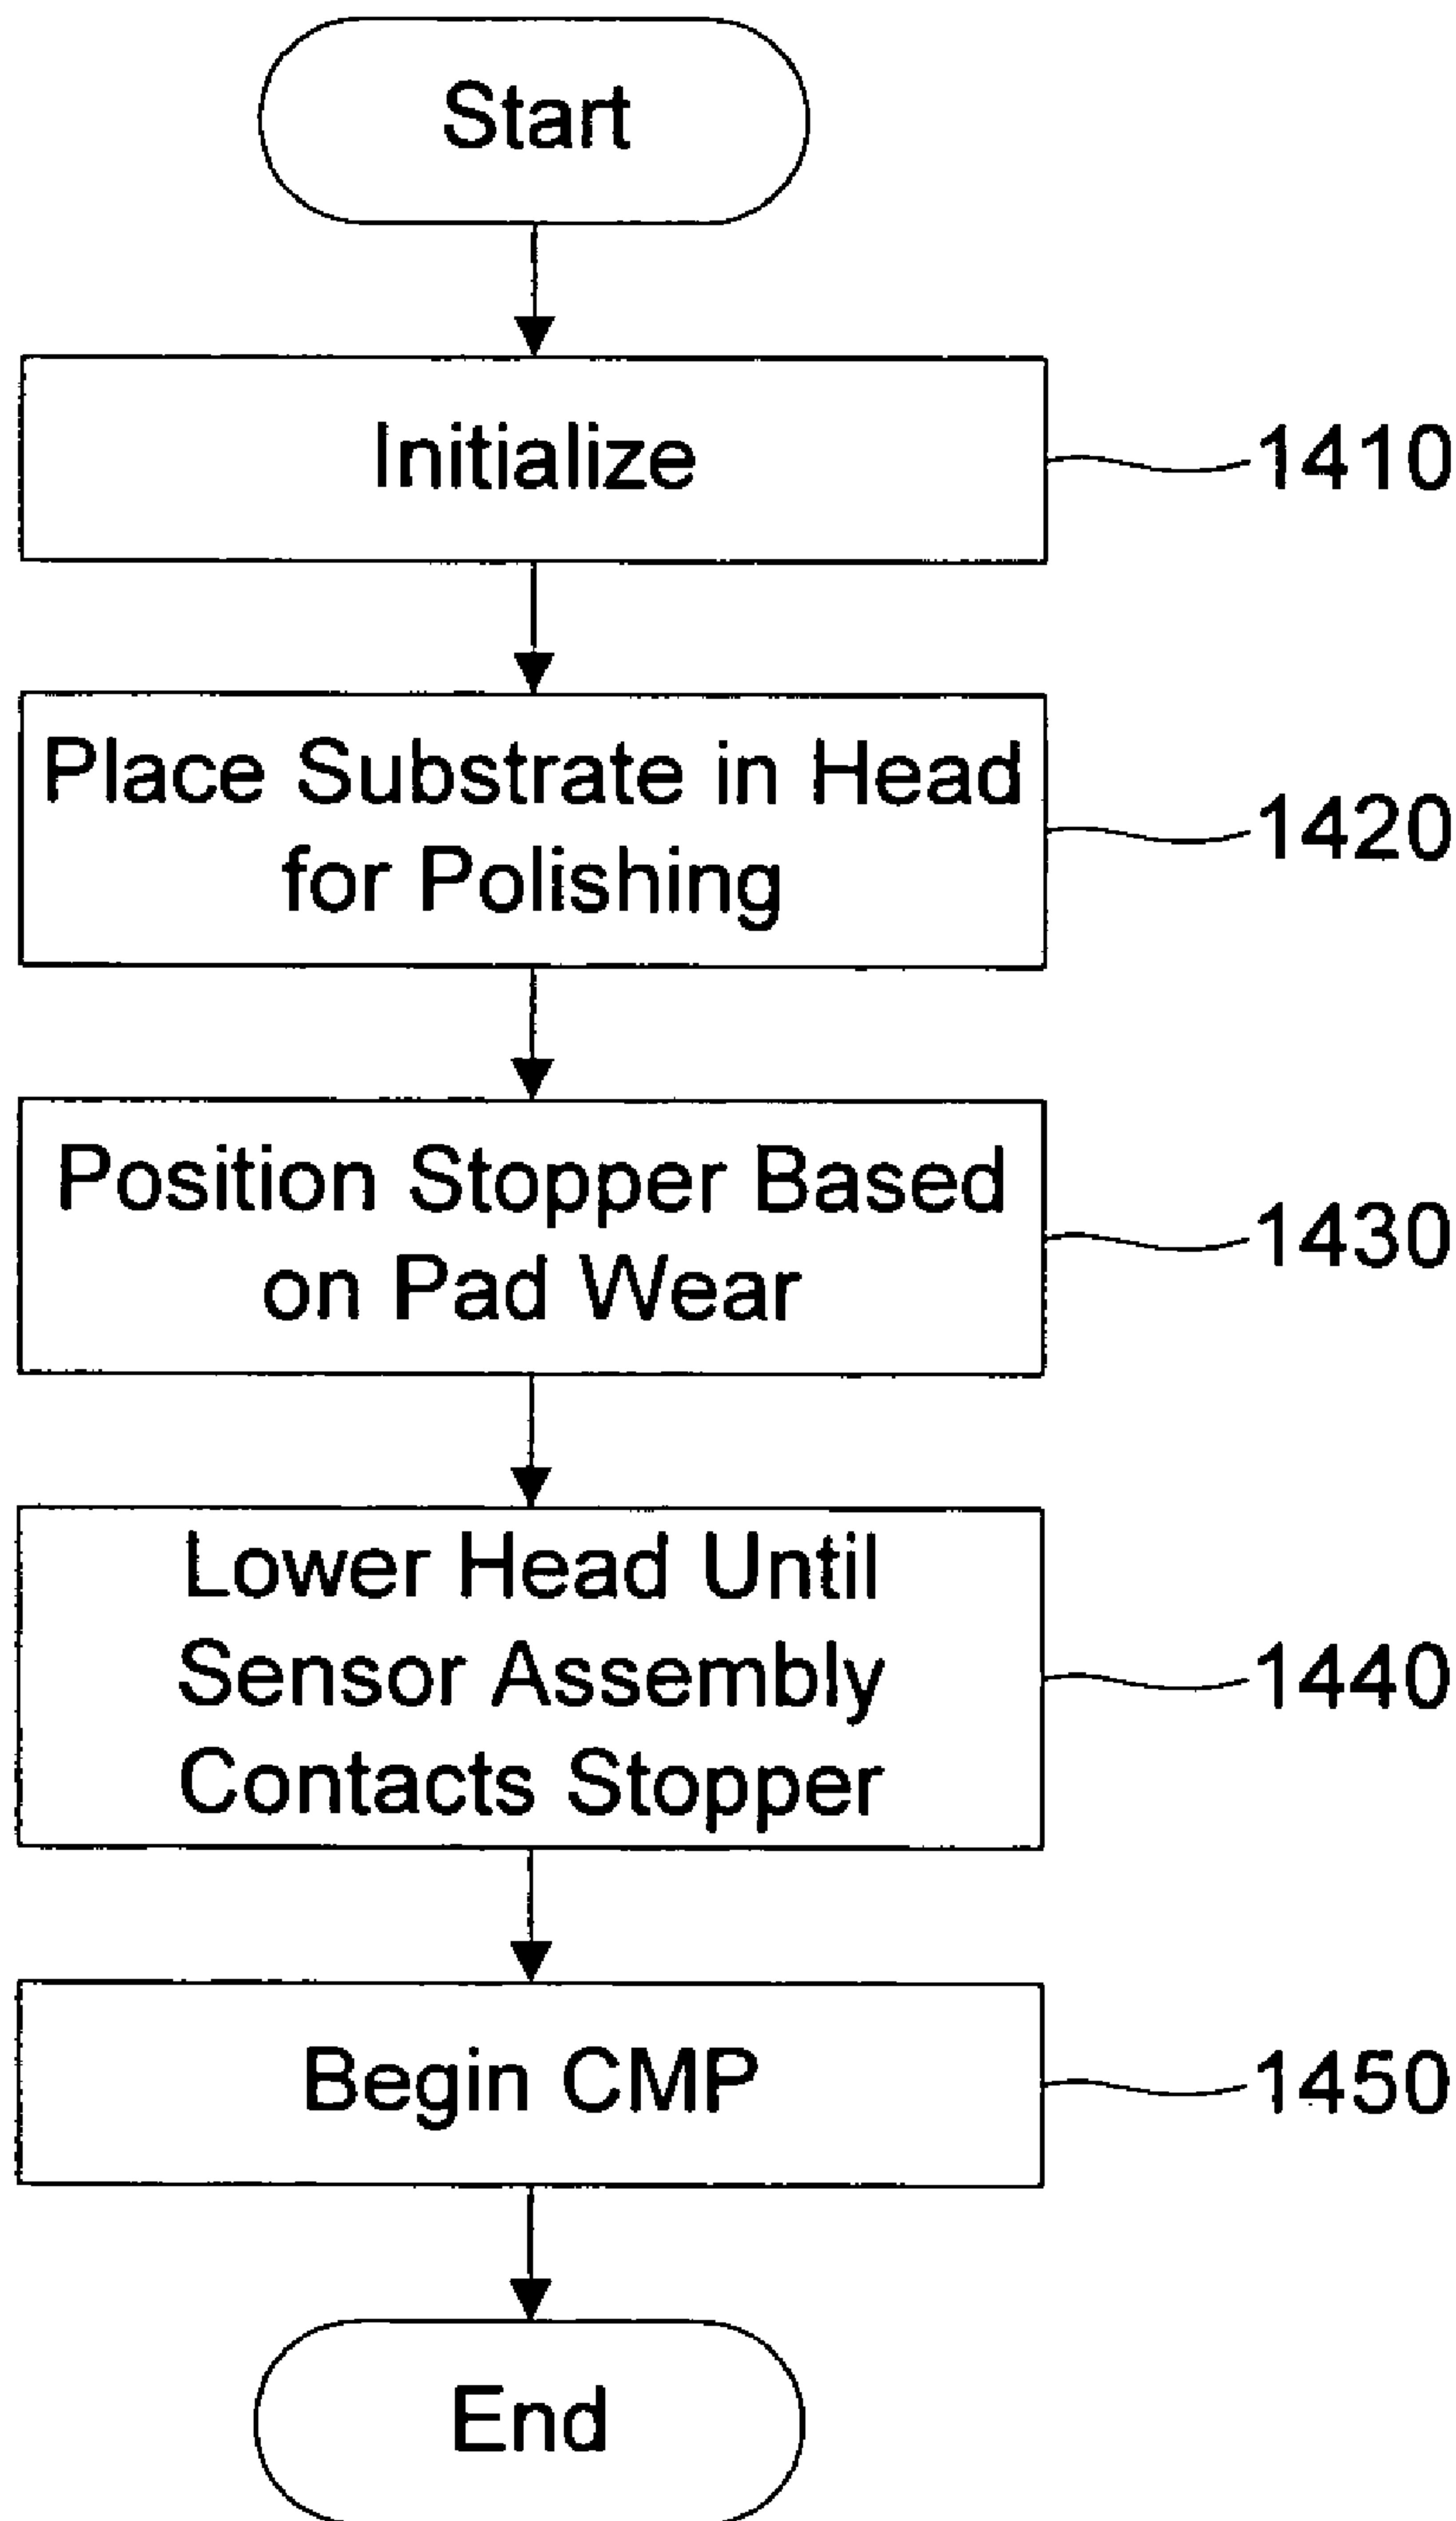 Start
Initialize
1410
Place Substrate in Head
for Polishing
1420
Position Stopper Based
on Pad Wear
1430
Lower Head Until
Sensor Assembly
Contacts Stopper
1440
Begin CMP
1450
End